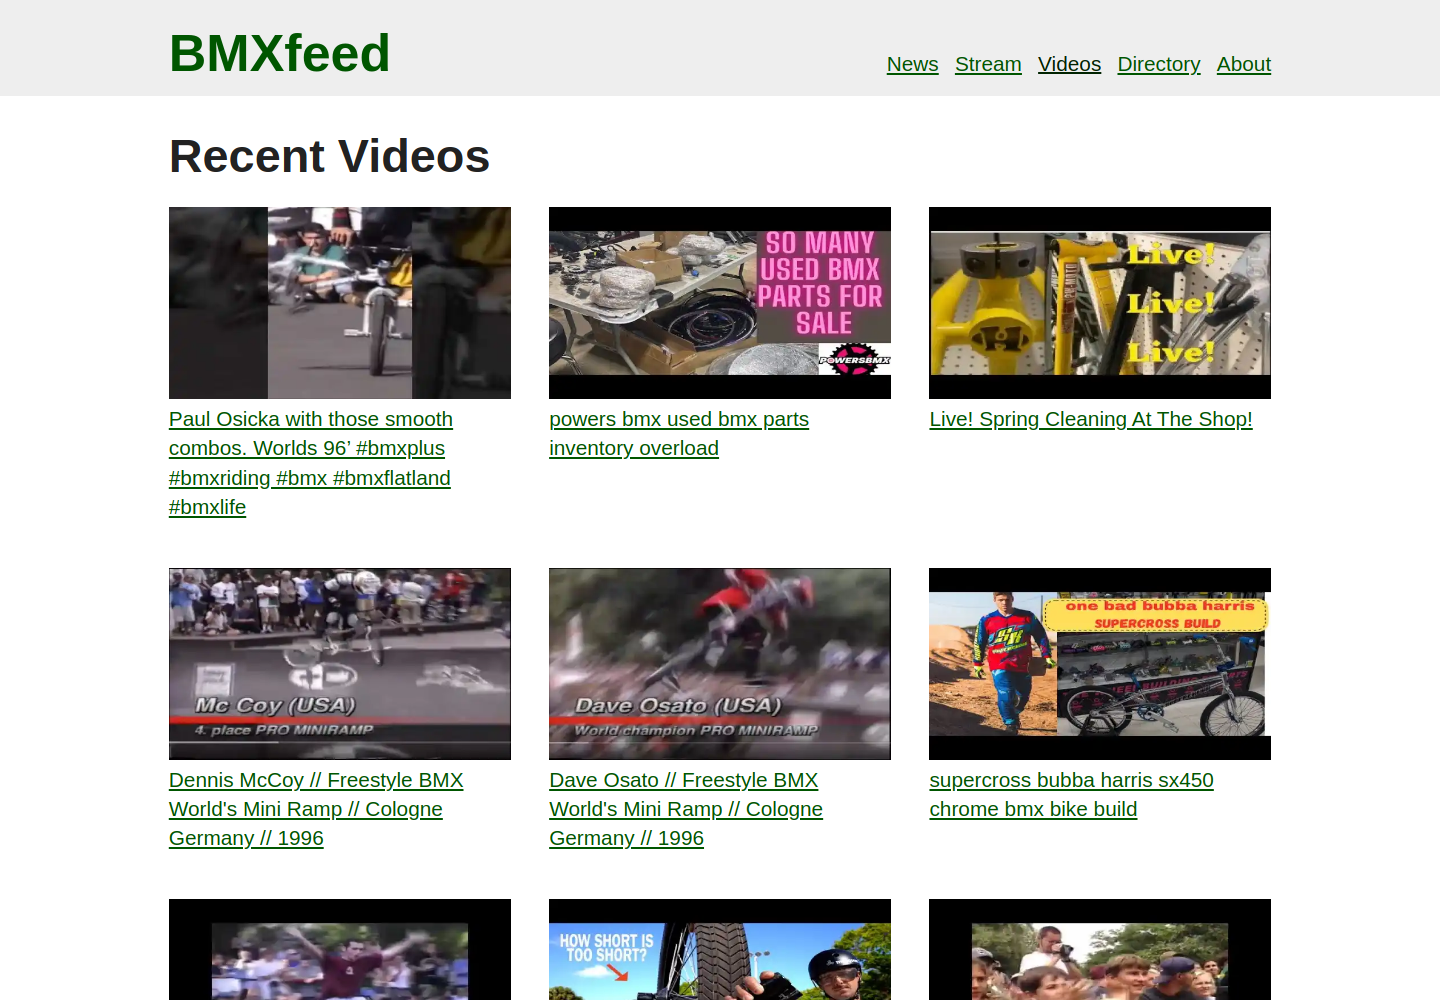 BMXfeed
News Stream Videos Directory About
Recent Videos
SO MANY
USED BMX
PARTS FOR
SALE
POWERSBMX
Live!
Live!
Live!
Paul Osicka with those smooth
combos. Worlds 96’ #bmxplus
#bmxriding #bmx #bmxflatland
#bmxlife
powers bmx used bmx parts
inventory overload
Live! Spring Cleaning At The Shop!
Mc Coy (USA)
4. place PRO MINIRAMP
Dave Osato (USA)
World champion PRO MINIRAMP
one bad bubba harris
SUPERCROSS BUILD
Dennis McCoy // Freestyle BMX
World's Mini Ramp // Cologne
Germany // 1996
Dave Osato // Freestyle BMX
World's Mini Ramp // Cologne
Germany // 1996
supercross bubba harris sx450
chrome bmx bike build
HOW SHORT IS
TOO SHORT?